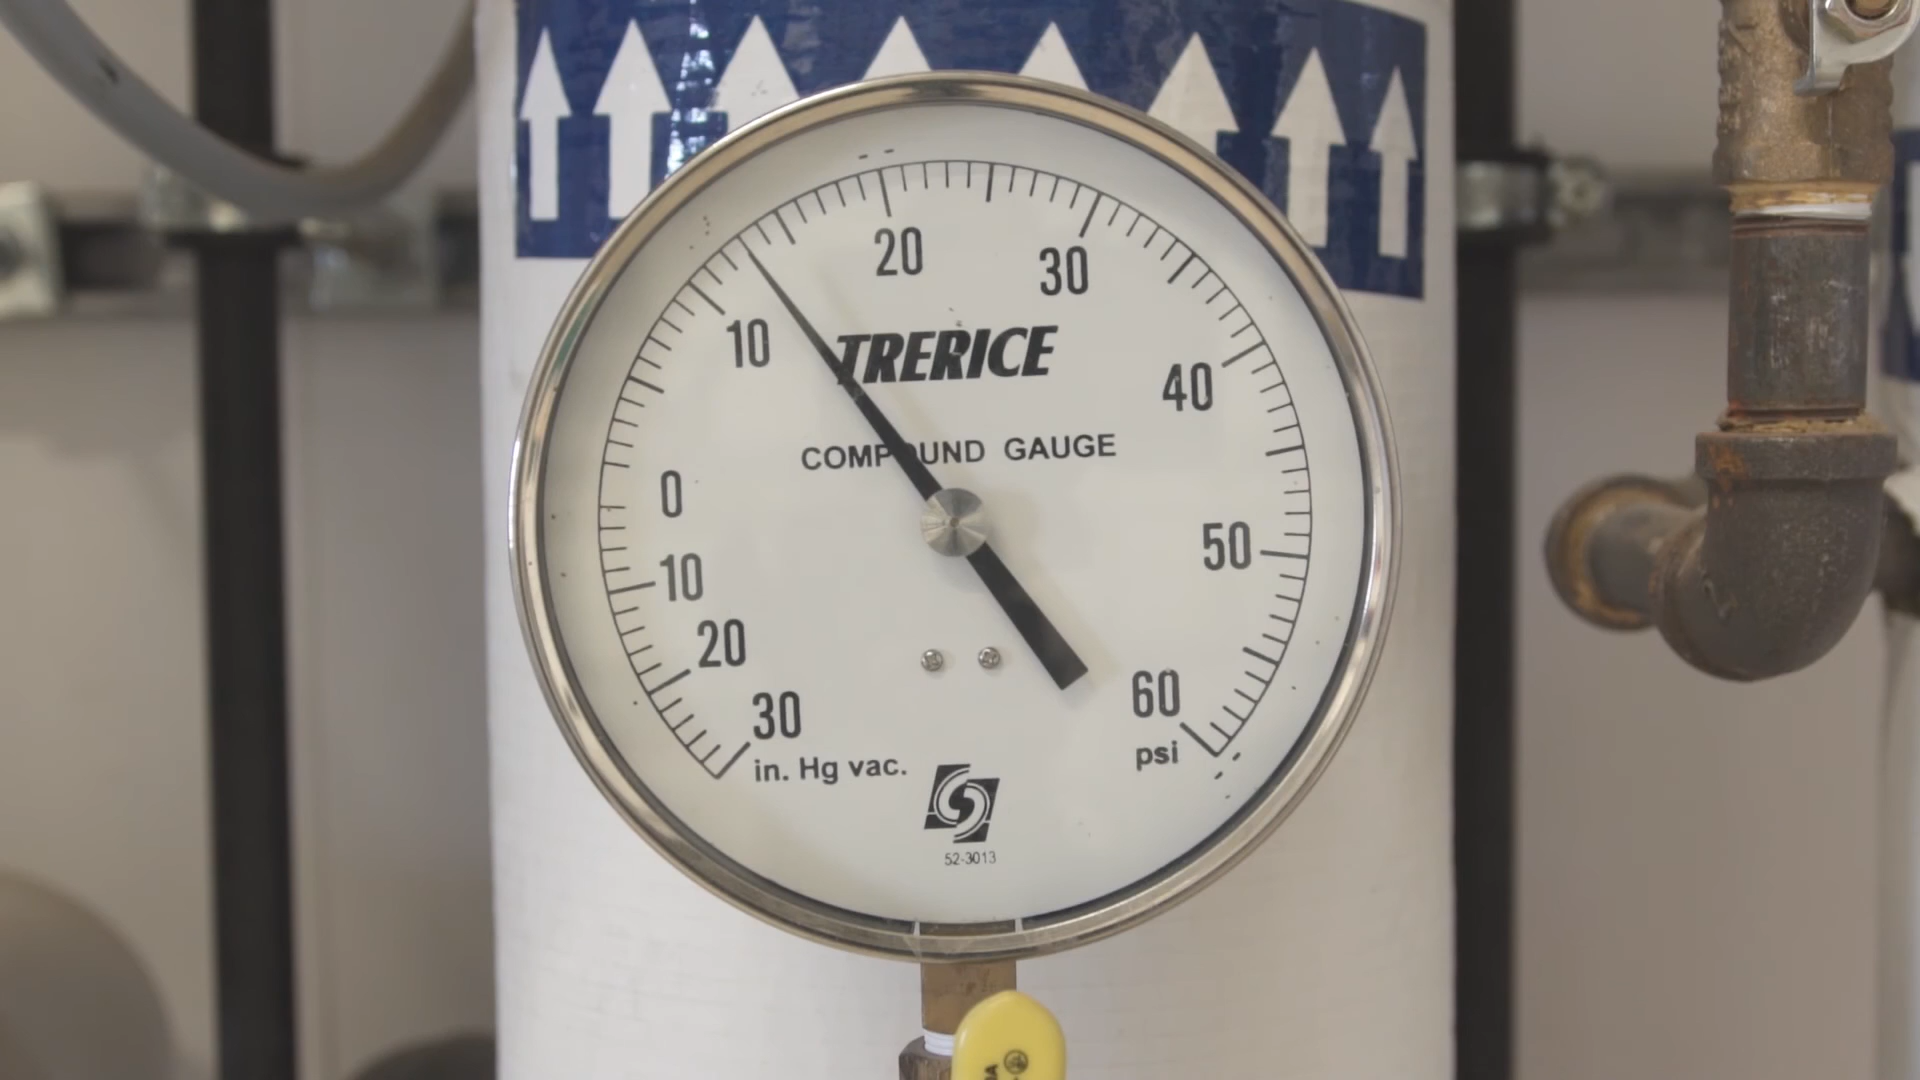 20
30
10
TRERICE
40
COMPOUND GAUGE
0
50
10
20
60
30
psi
in. Hg vac.
52-3013